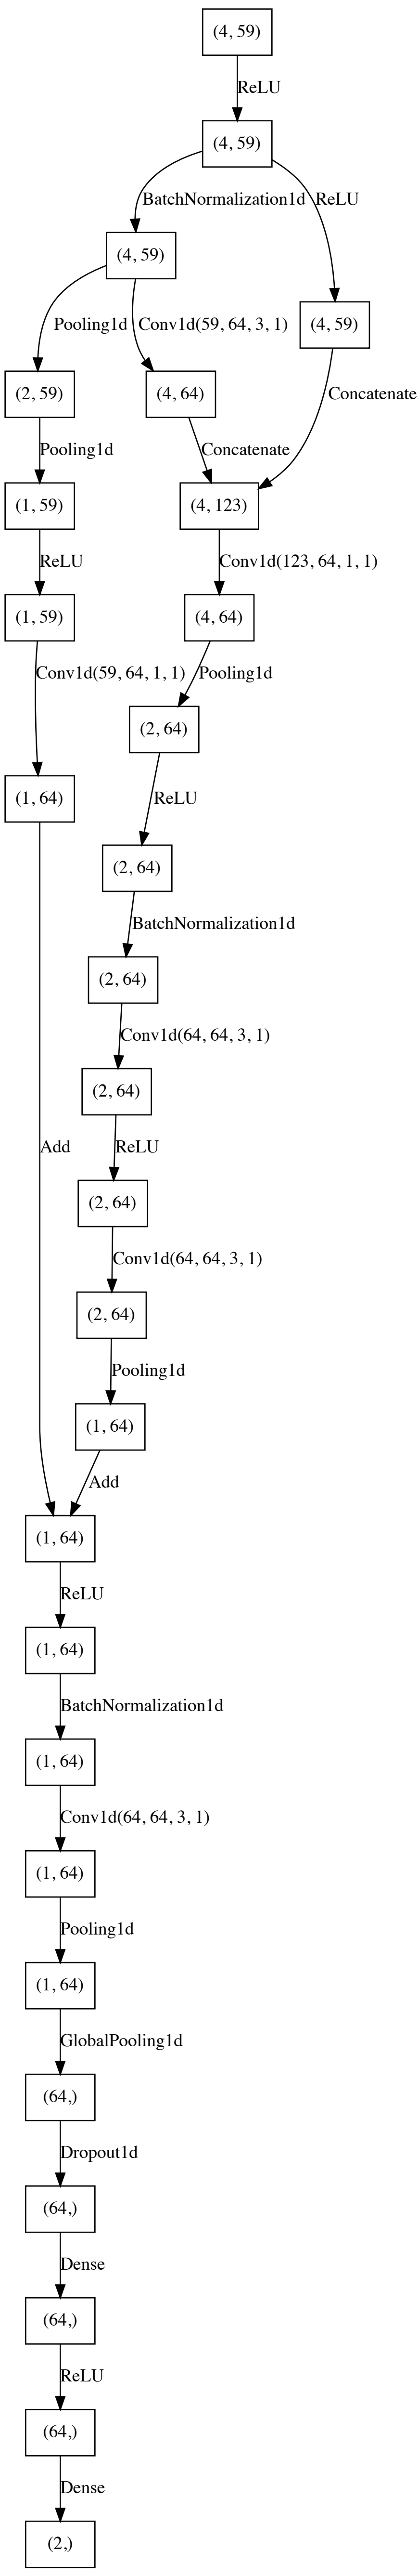 (4, 59)
ReLU
(4, 59)
BatchNormalization1d
ReLU
(4, 59)
(4, 59)
Pooling1d
Conv1d(59, 64, 3, 1)
(2, 59)
(4, 64)
Concatenate
Pooling1d
Concatenate
(1, 59)
(4, 123)
ReLU
Conv1d(123, 64, 1, 1)
(1, 59)
(4, 64)
Conv1d(59, 64, 1, 1)
Pooling1d
(2, 64)
(1, 64)
ReLU
(2, 64)
BatchNormalization1d
(2, 64)
Conv1d(64, 64, 3, 1)
(2, 64)
Add
ReLU
(2, 64)
Conv1d(64, 64, 3, 1)
(2, 64)
Pooling1d
(1, 64)
Add
(1, 64)
ReLU
(1, 64)
BatchNormalization1d
(1, 64)
Conv1d(64, 64, 3, 1)
(1, 64)
Pooling1d
(1, 64)
GlobalPooling1d
(64,)
Dropout1d
(64,)
Dense
(64,)
ReLU
(64,)
Dense
(2,)